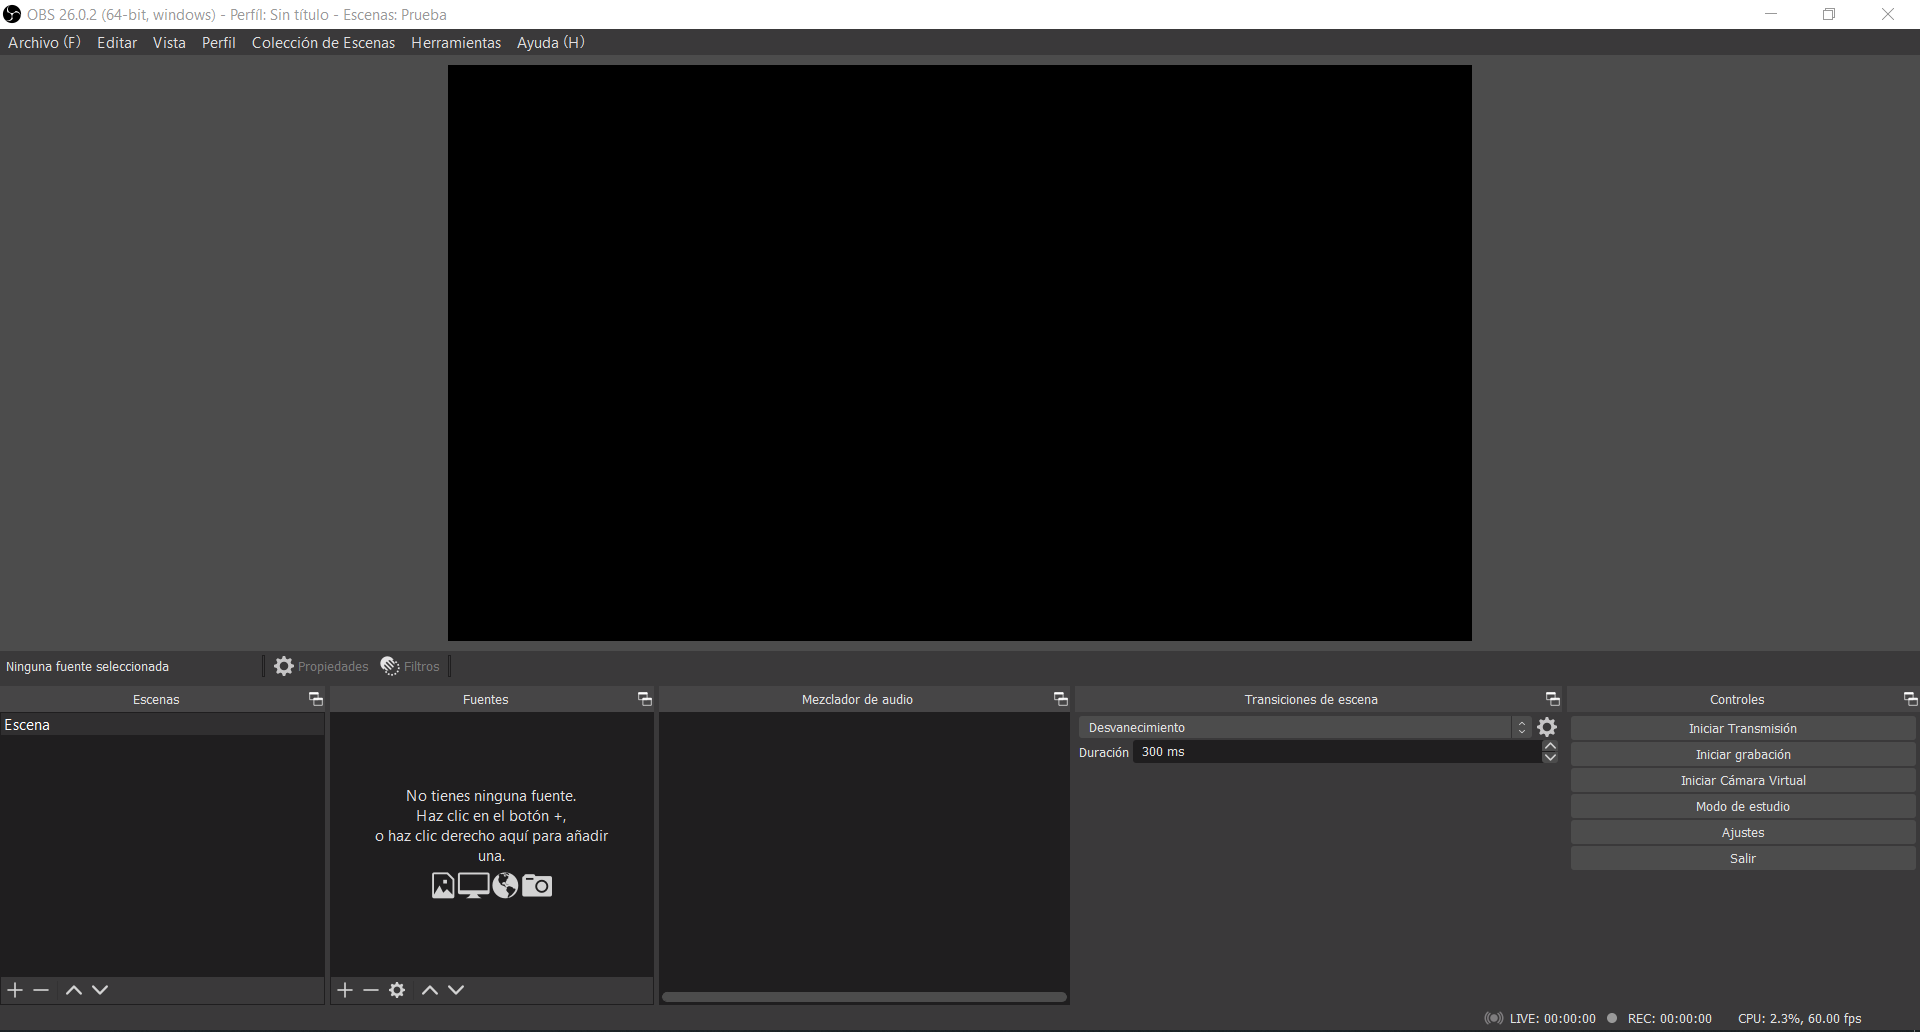 OBS 26.0.2 (64-bit, windows) - Perfil: Sin título - Escenas: Prueba
Archivo (F) Editar Vista Perfil Colección de Escenas Herramientas Ayuda (H)
Ninguna fuente seleccionada Propiedades Filtros
Escenas
Escena
Fuentes
No tienes ninguna fuente.
Haz clic en el botón +,
o haz clic derecho aquí para añadir
una.
Mezclador de audio
Transiciones de escena
Desvanecimiento
Duración 300 ms
Controles
Iniciar Transmisión
Iniciar grabación
Iniciar Cámara Virtual
Modo de estudio
Ajustes
Salir
LIVE: 00:00:00 REC: 00:00:00 CPU: 2.3%, 60.00 fps